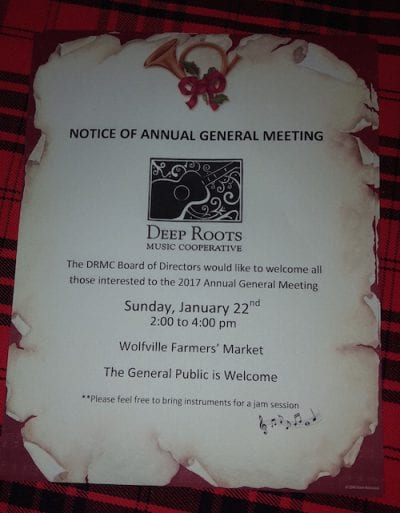 NOTICE OF ANNUAL GENERAL MEETING
DEEP ROOTS
MUSIC COOPERATIVE
The DRMC Board of Directors would like to welcome all
those interested to the 2017 Annual General Meeting
Sunday, January 22nd
2:00 to 4:00 pm
Wolfville Farmers' Market
The General Public is Welcome
**Please feel free to bring instruments for a jam session